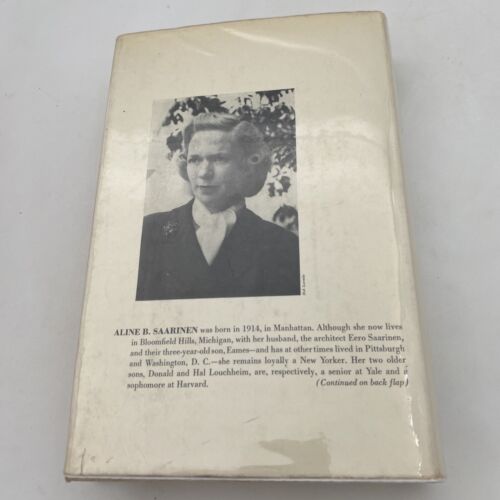 ALINE B. SAARINEN was born in 1914, in Manhattan. Although she now lives
in Bloomfield Hills, Michigan, with her husband, the architect Eero Saarinen,
and their three-year-old son, Eames—and has at other times lived in Pittsburgh
and Washington, D. C.—she remains loyally a New Yorker. Her two older
sons, Donald and Hal Louchheim, are, respectively, a senior at Yale and a
sophomore at Harvard.
(Continued on back flap)